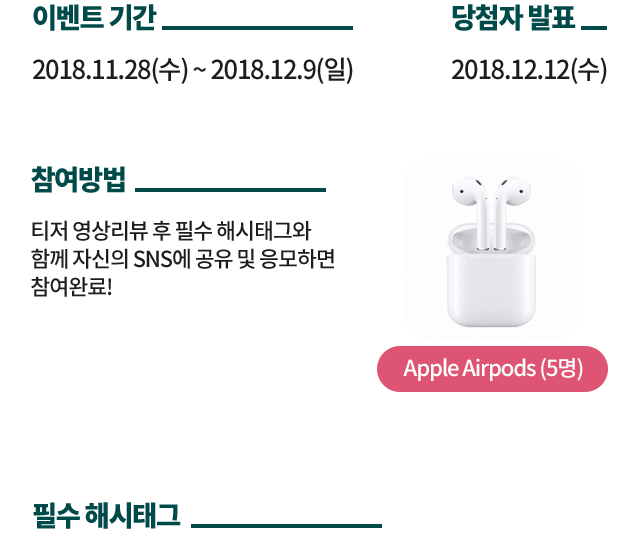 이벤트 기간
2018.11.28(수) ~ 2018.12.9(일)
당첨자 발표
2018.12.12(수)
참여방법
티저 영상리뷰 후 필수 해시태그와
함께 자신의 SNS에 공유 및 응모하면
참여완료!
Apple Airpods (5명)
필수 해시태그